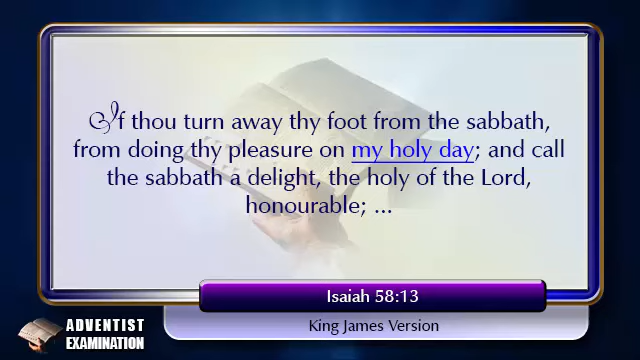 If thou turn away thy foot from the sabbath,
from doing thy pleasure on my holy day; and call
the sabbath a delight, the holy of the Lord,
honourable; ...
Isaiah 58:13
King James Version
ADVENTIST
EXAMINATION